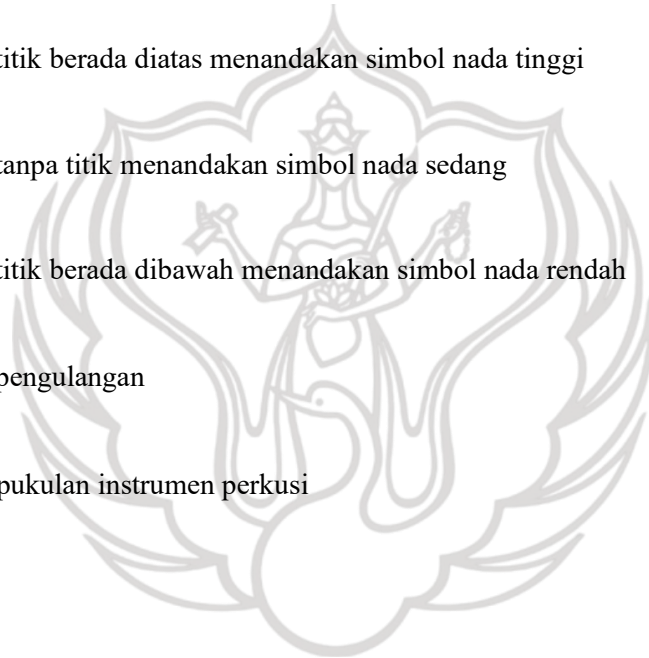 titik berada diatas menandakan simbol nada tinggi
tanpa titik menandakan simbol nada sedang
titik berada dibawah menandakan simbol nada rendah
pengulangan
pukulan instrumen perkusi